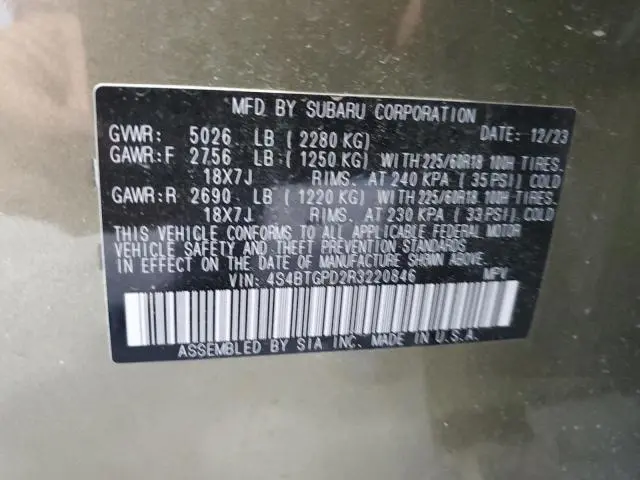 MFD BY SUBARU CORPORATION
GVWR: 5026 LB ( 2280 KG) DATE: 12/23
GAWR:F 2756 LB ( 1250 KG) WITH 225/60R18 100H TIRES.
18X7J RIMS. AT 240 KPA ( 35 PSI) COLD
GAWR:R 2690 LB ( 1220 KG) WITH 225/60R18 100H TIRES.
18X7J RIMS. AT 230 KPA ( 33 PSI) COLD
THIS VEHICLE CONFORMS TO ALL APPLICABLE FEDERAL MOTOR
VEHICLE SAFETY AND THEFT PREVENTION STANDARDS
IN EFFECT ON THE DATE OF MANUFACTURE SHOWN ABOVE.
VIN: 4S4BTGPD2R3220846 MPV
ASSEMBLED BY SIA INC. MADE IN U.S.A.